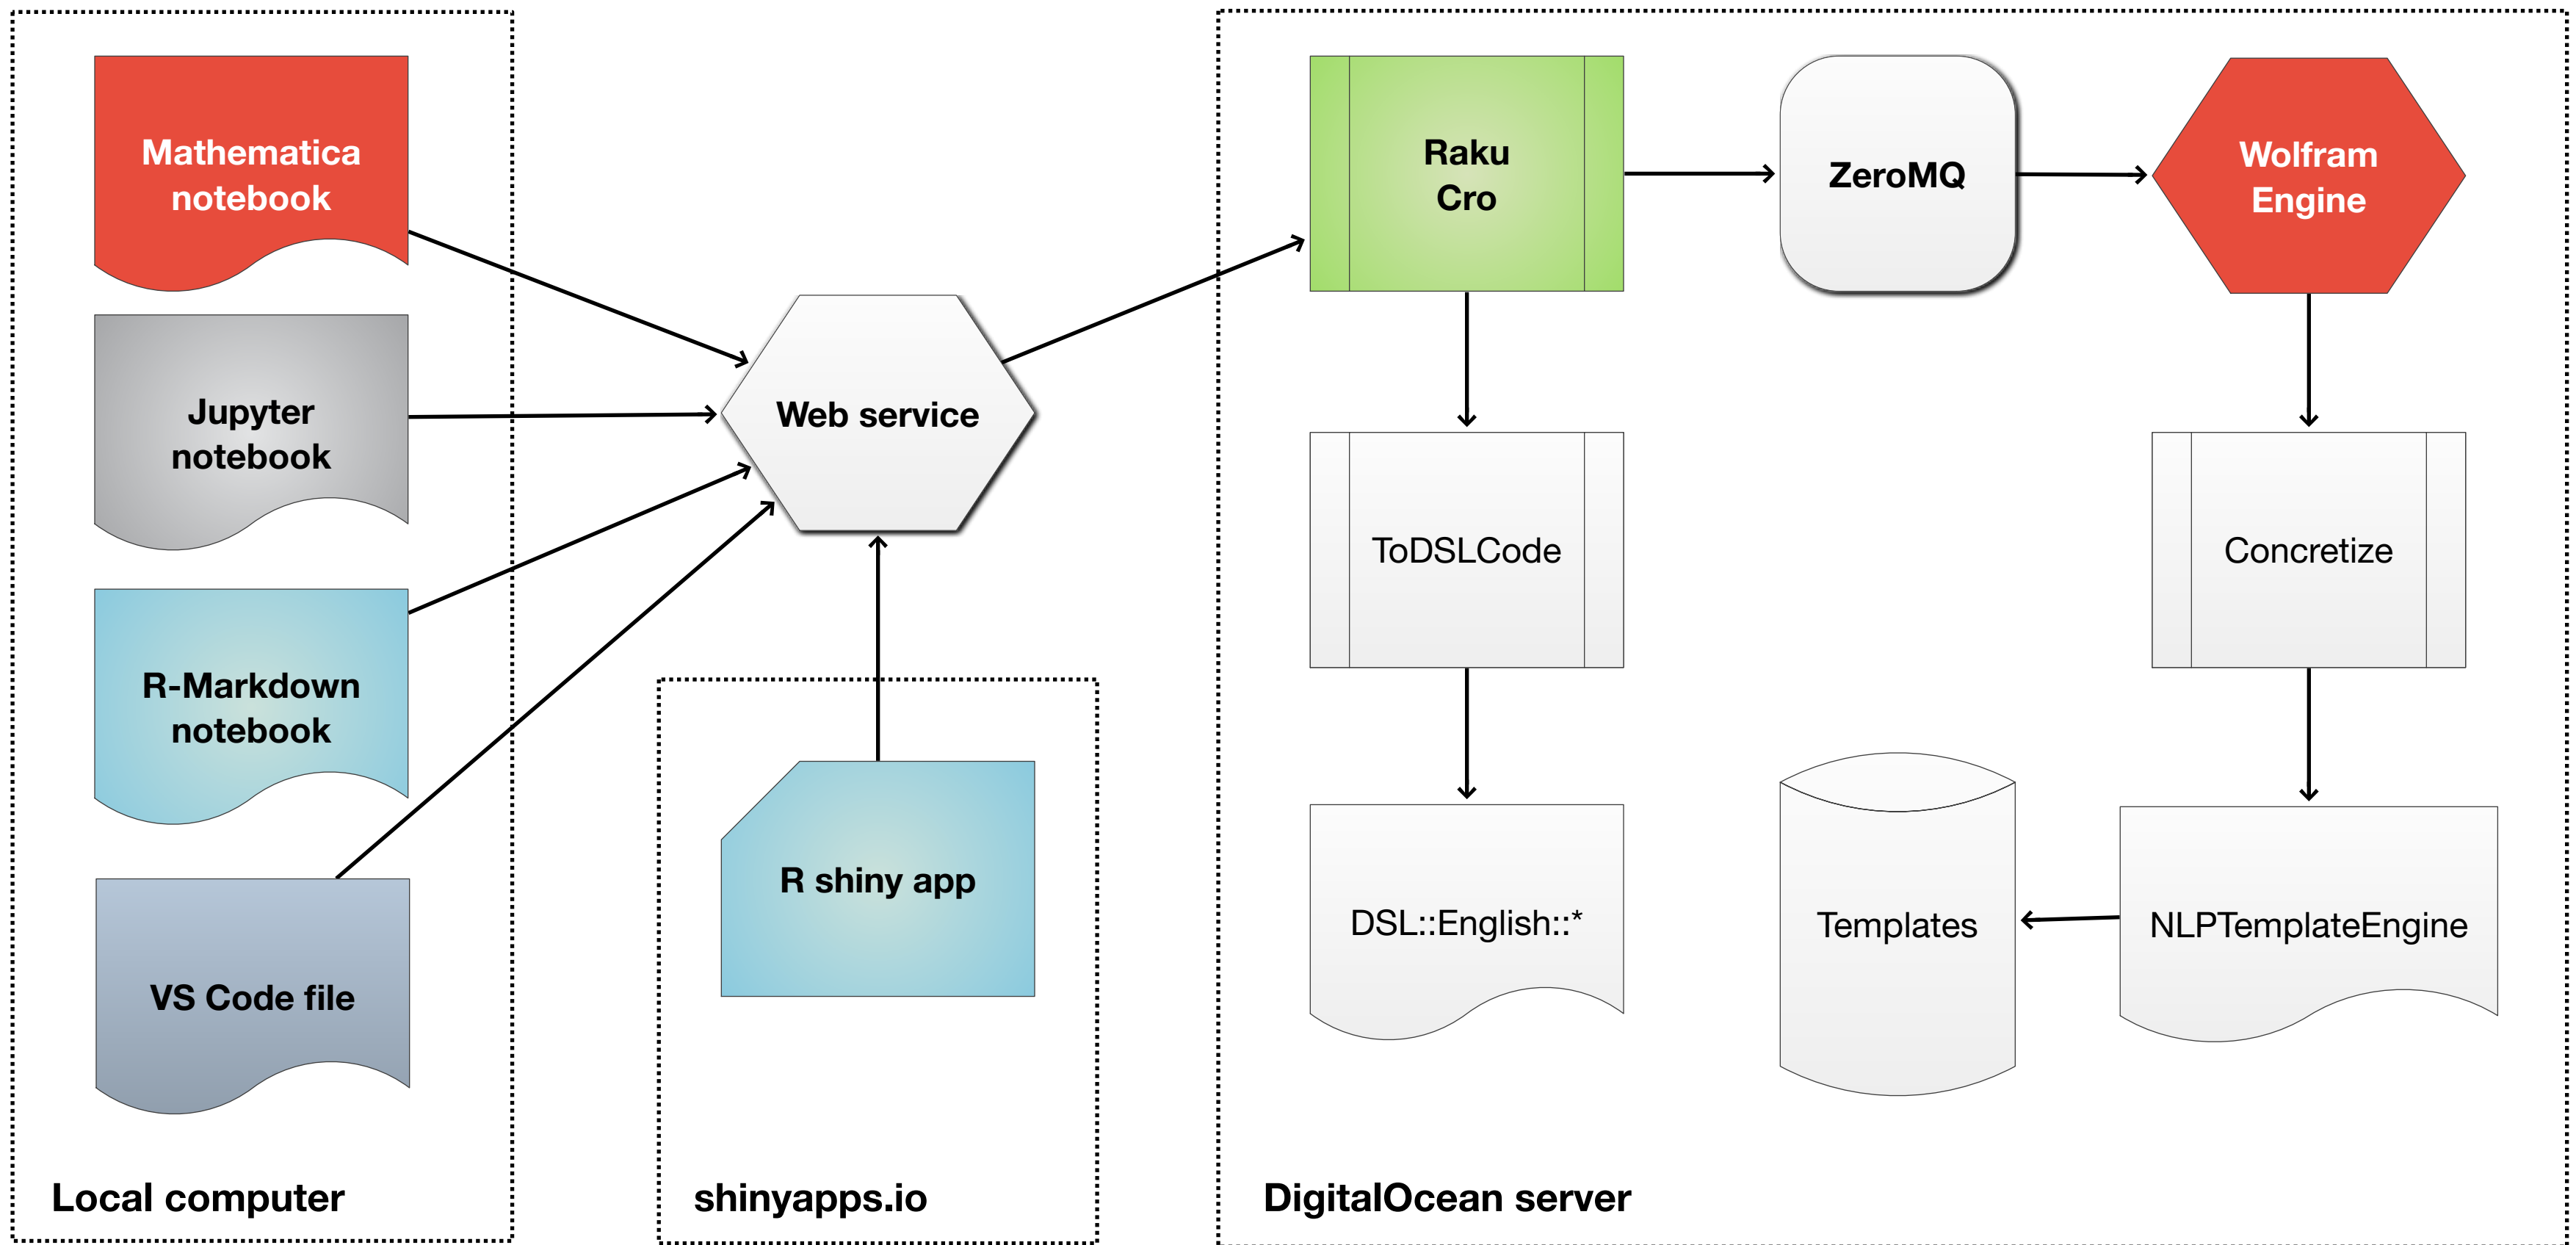 Mathematica
notebook
Jupyter
notebook
R-Markdown
notebook
VS Code file
Local computer
Web service
R shiny app
shinyapps.io
Raku
Cro
ZeroMQ
Wolfram
Engine
ToDSLCode
Concretize
DSL::English::*
Templates
NLPTemplateEngine
DigitalOcean server